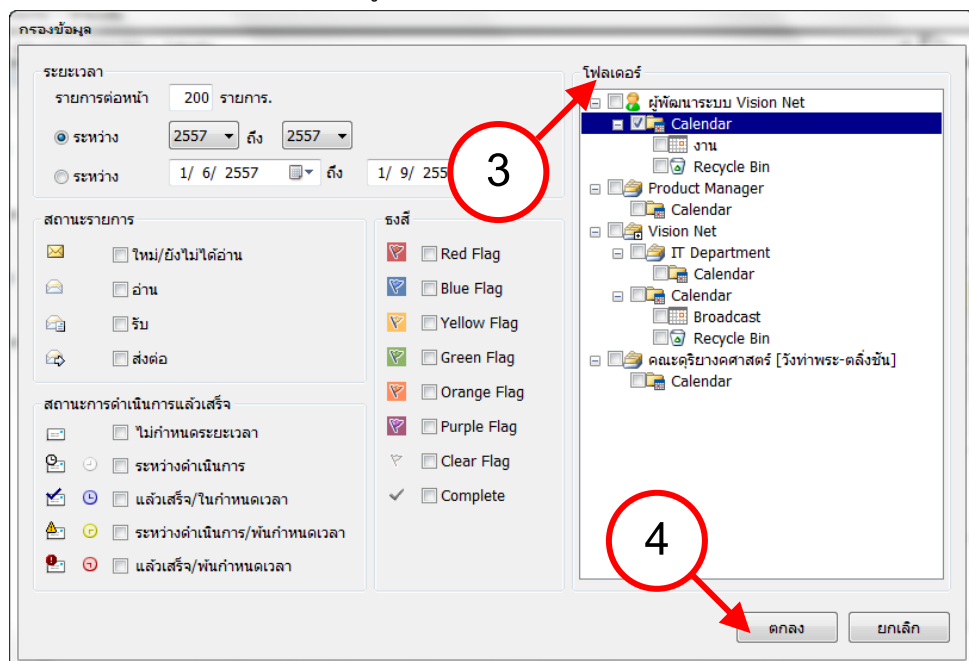 กรองข้อมูล
ระยะเวลา
รายการต่อหน้า 200 รายการ.
ระหว่าง 2557 ถึง 2557
ระหว่าง 1/ 6/ 2557 ถึง 1/ 9/ 255
สถานะรายการ
ใหม่/ยังไม่ได้อ่าน
อ่าน
รับ
ส่งต่อ
สถานะการดำเนินการแล้วเสร็จ
ไม่กำหนดระยะเวลา
ระหว่างดำเนินการ
แล้วเสร็จ/ในกำหนดเวลา
ระหว่างดำเนินการ/พ้นกำหนดเวลา
แล้วเสร็จ/พ้นกำหนดเวลา
ธงสี
Red Flag
Blue Flag
Yellow Flag
Green Flag
Orange Flag
Purple Flag
Clear Flag
Complete
โฟลเดอร์
ผู้พัฒนาระบบ Vision Net
Calendar
งาน
Recycle Bin
Product Manager
Calendar
Vision Net
IT Department
Calendar
Calendar
Broadcast
Recycle Bin
คณะดุริยางคศาสตร์ [วังท่าพระ-ตลิ่งชัน]
Calendar
3
4
ตกลง ยกเลิก